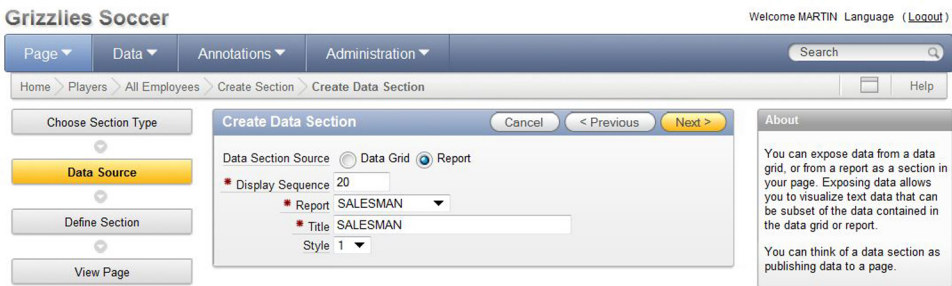 Grizzlies Soccer
Welcome MARTIN Language (Logout)
Page Data Annotations Administration Search
Home Players All Employees Create Section Create Data Section Help
Choose Section Type
Data Source
Define Section
View Page
Create Data Section Cancel < Previous Next >
Data Section Source Data Grid Report
* Display Sequence 20
* Report SALESMAN
* Title SALESMAN
Style 1
About
You can expose data from a data
grid, or from a report as a section in
your page. Exposing data allows
you to visualize text data that can
be subset of the data contained in
the data grid or report.
You can think of a data section as
publishing data to a page.